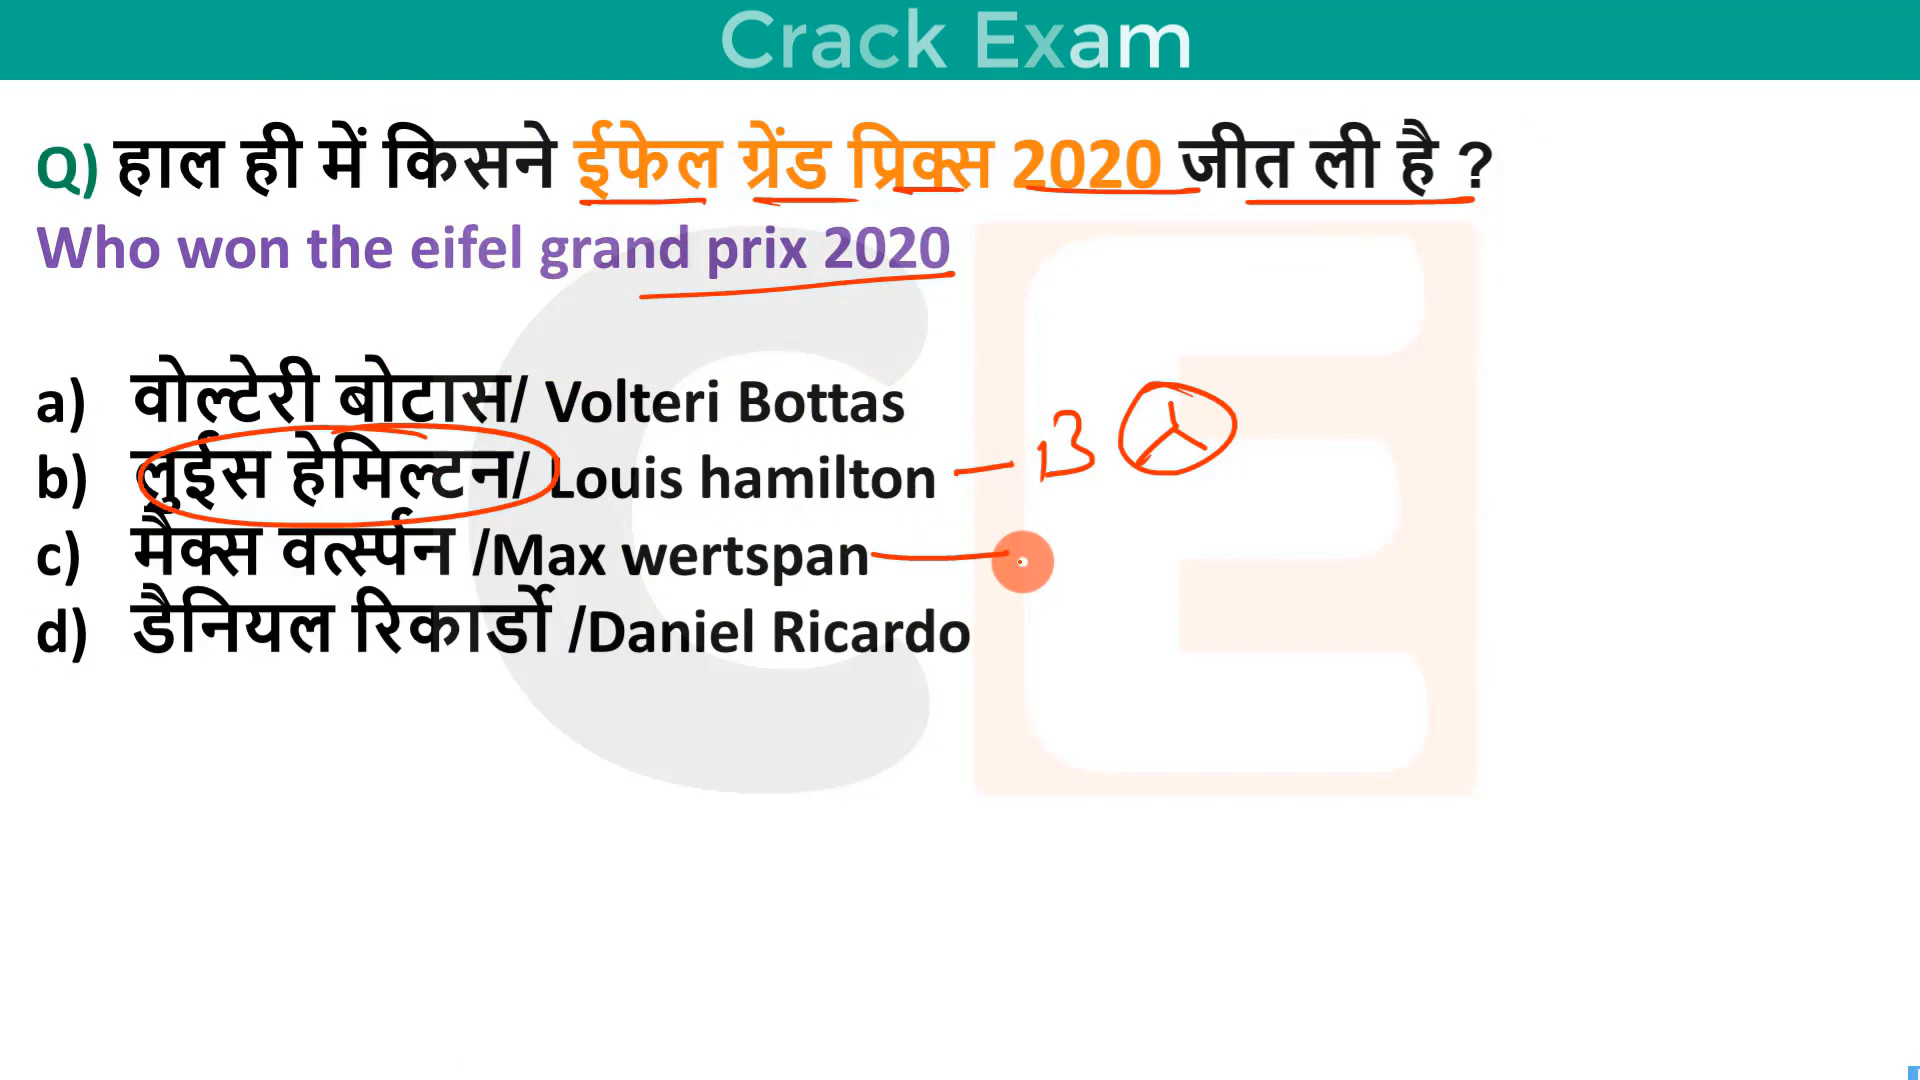 Crack Exam
Q) हाल ही में किसने ईफेल ग्रेंड प्रिक्स 2020 जीत ली है ?
Who won the eifel grand prix 2020
a) वोल्टेरी बोटास/ Volteri Bottas
b) लुईस हेमिल्टन/ Louis hamilton – 13
c) मैक्स वर्त्स्पन /Max wertspan
d) डैनियल रिकार्डो /Daniel Ricardo
CE